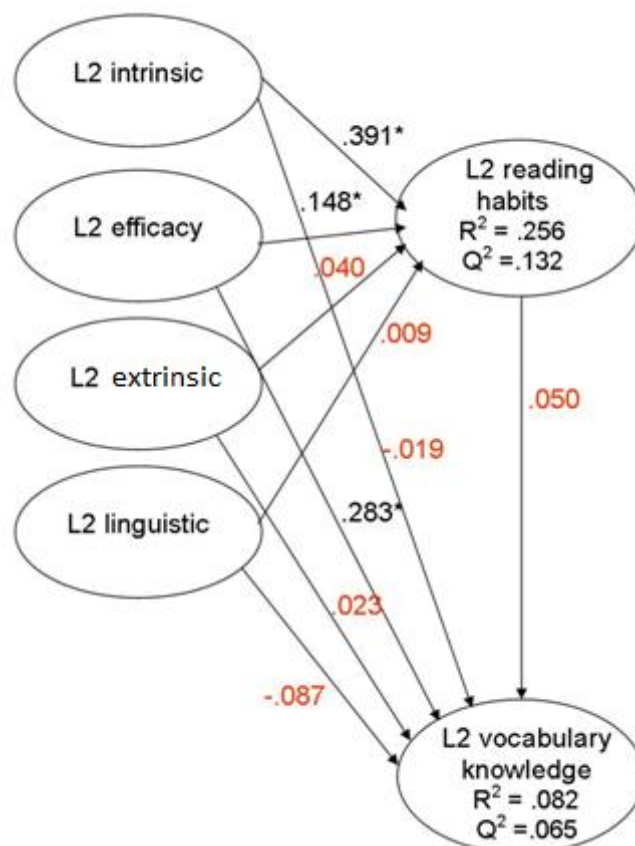 L2 intrinsic
.391*
L2 reading
habits
R² = .256
Q² =.132
.148*
L2 efficacy
.040
.009
L2 extrinsic
.050
-.019
L2 linguistic
.283*
.023
-.087
L2 vocabulary
knowledge
R² = .082
Q² =.065